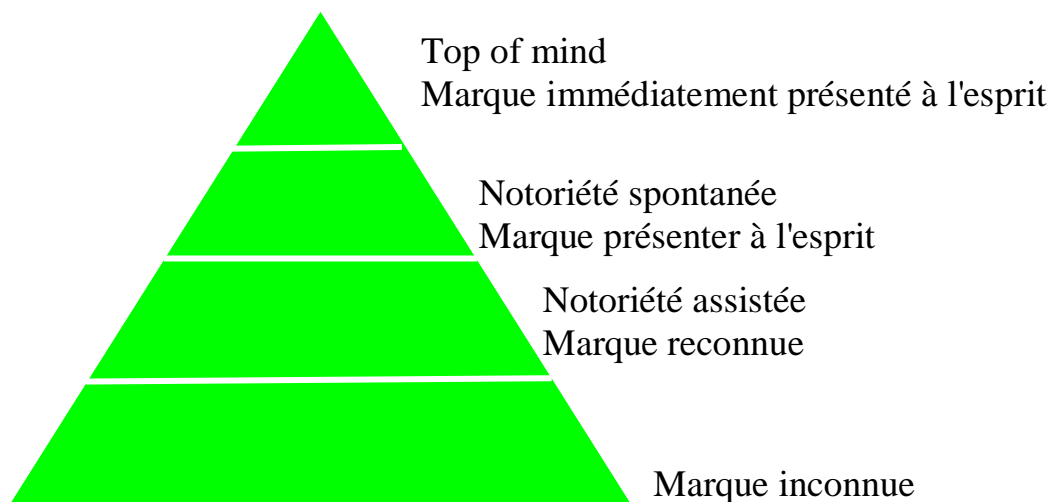 Top of mind
Marque immédiatement présenté à l'esprit
Notoriété spontanée
Marque présenter à l'esprit
Notoriété assistée
Marque reconnue
Marque inconnue